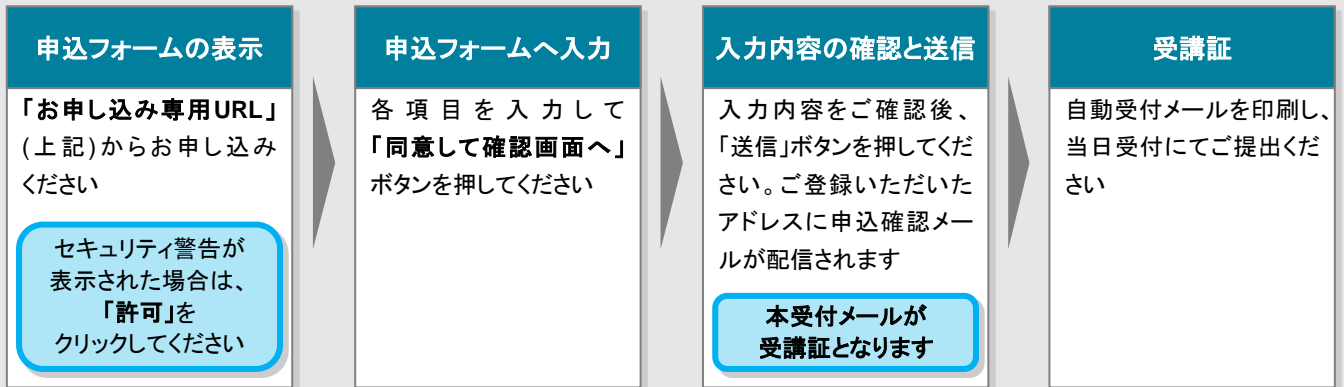 申込フォームの表示
「お申し込み専用URL」
(上記)からお申し込み
ください
セキュリティ警告が
表示された場合は、
「許可」を
クリックしてください
申込フォームへ入力
各項目を入力して
「同意して確認画面へ」
ボタンを押してください
入力内容の確認と送信
入力内容をご確認後、
「送信」ボタンを押してくだ
さい。ご登録いただいた
アドレスに申込確認メー
ルが配信されます
本受付メールが
受講証となります
受講証
自動受付メールを印刷し、
当日受付にてご提出くだ
さい